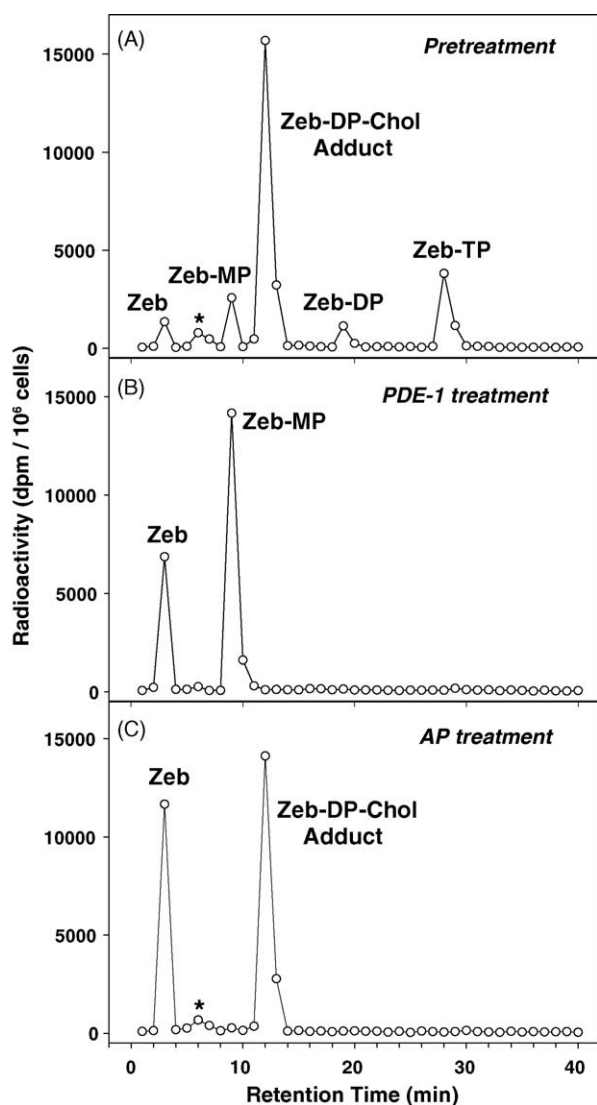 (A)
Pretreatment
15000
10000
5000
0
Zeb-DP-Chol
Adduct
Zeb
*
Zeb-MP
Zeb-DP
Zeb-TP
(B)
PDE-1 treatment
15000
10000
5000
0
Zeb
Zeb-MP
(C)
AP treatment
15000
10000
5000
0
Zeb
*
Zeb-DP-Chol
Adduct
0 10 20 30 40
Retention Time (min)
Radioactivity (dpm / 10⁶ cells)